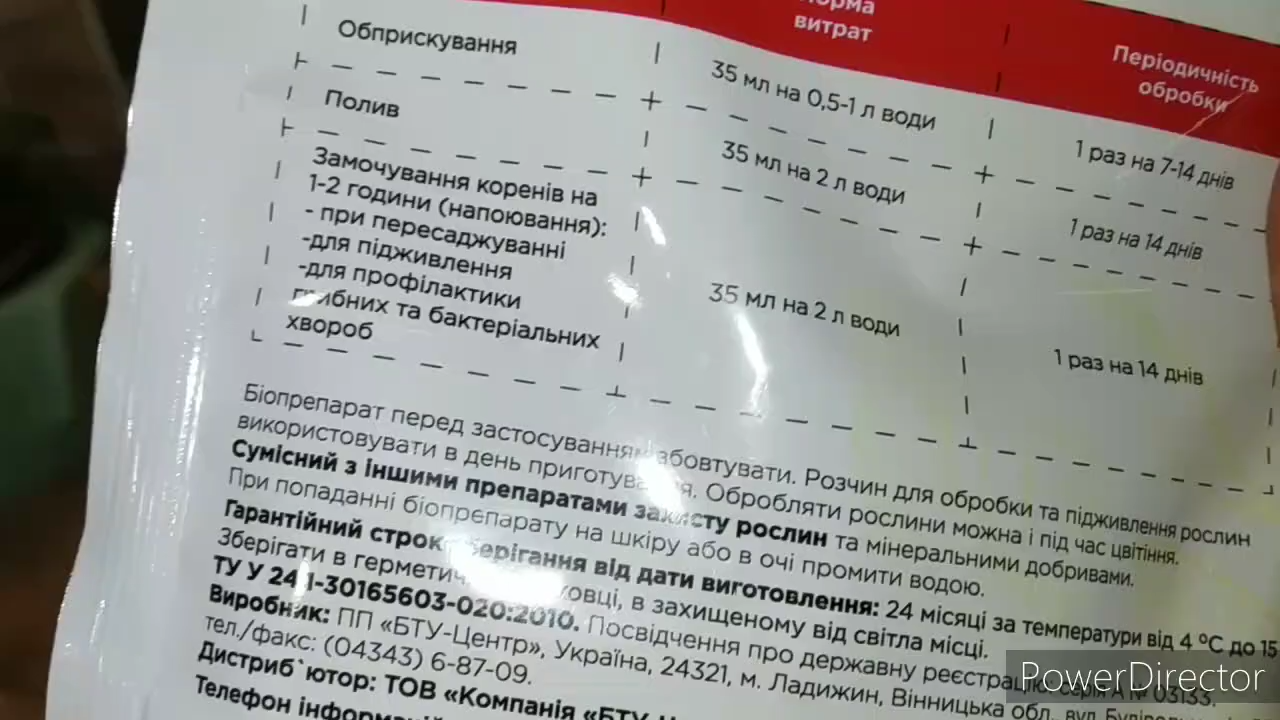 норма
витрат
Періодичність
обробки
Обприскування
35 мл на 0,5-1 л води
1 раз на 7-14 днів
Полив
35 мл на 2 л води
1 раз на 14 днів
Замочування коренів на
1-2 години (напоювання):
- при пересаджуванні
-для підживлення
-для профілактики
грибних та бактеріальних
хвороб
35 мл на 2 л води
1 раз на 14 днів
Біопрепарат перед застосуванням збовтувати. Розчин для обробки та підживлення рослин
використовувати в день приготування. Обробляти рослини можна і під час цвітіння.
Сумісний з іншими препаратами захисту рослин та мінеральними добривами.
При попаданні біопрепарату на шкіру або в очі промити водою.
Гарантійний строк зберігання від дати виготовлення: 24 місяці за температури від 4 °С до 15
Зберігати в в захищеному від світла місці.
ТУ У 24.1-30165603-020:2010. Посвідчення про державну реєстрацію: серія А № 03133.
Виробник: ПП «БТУ-Центр», Україна, 24321, м. Ладижин, Вінницька обл., вул.
тел./факс: (04343) 6-87-09.
Дистриб`ютор: ТОВ «Компанія «БТУ-
Телефон
PowerDirector